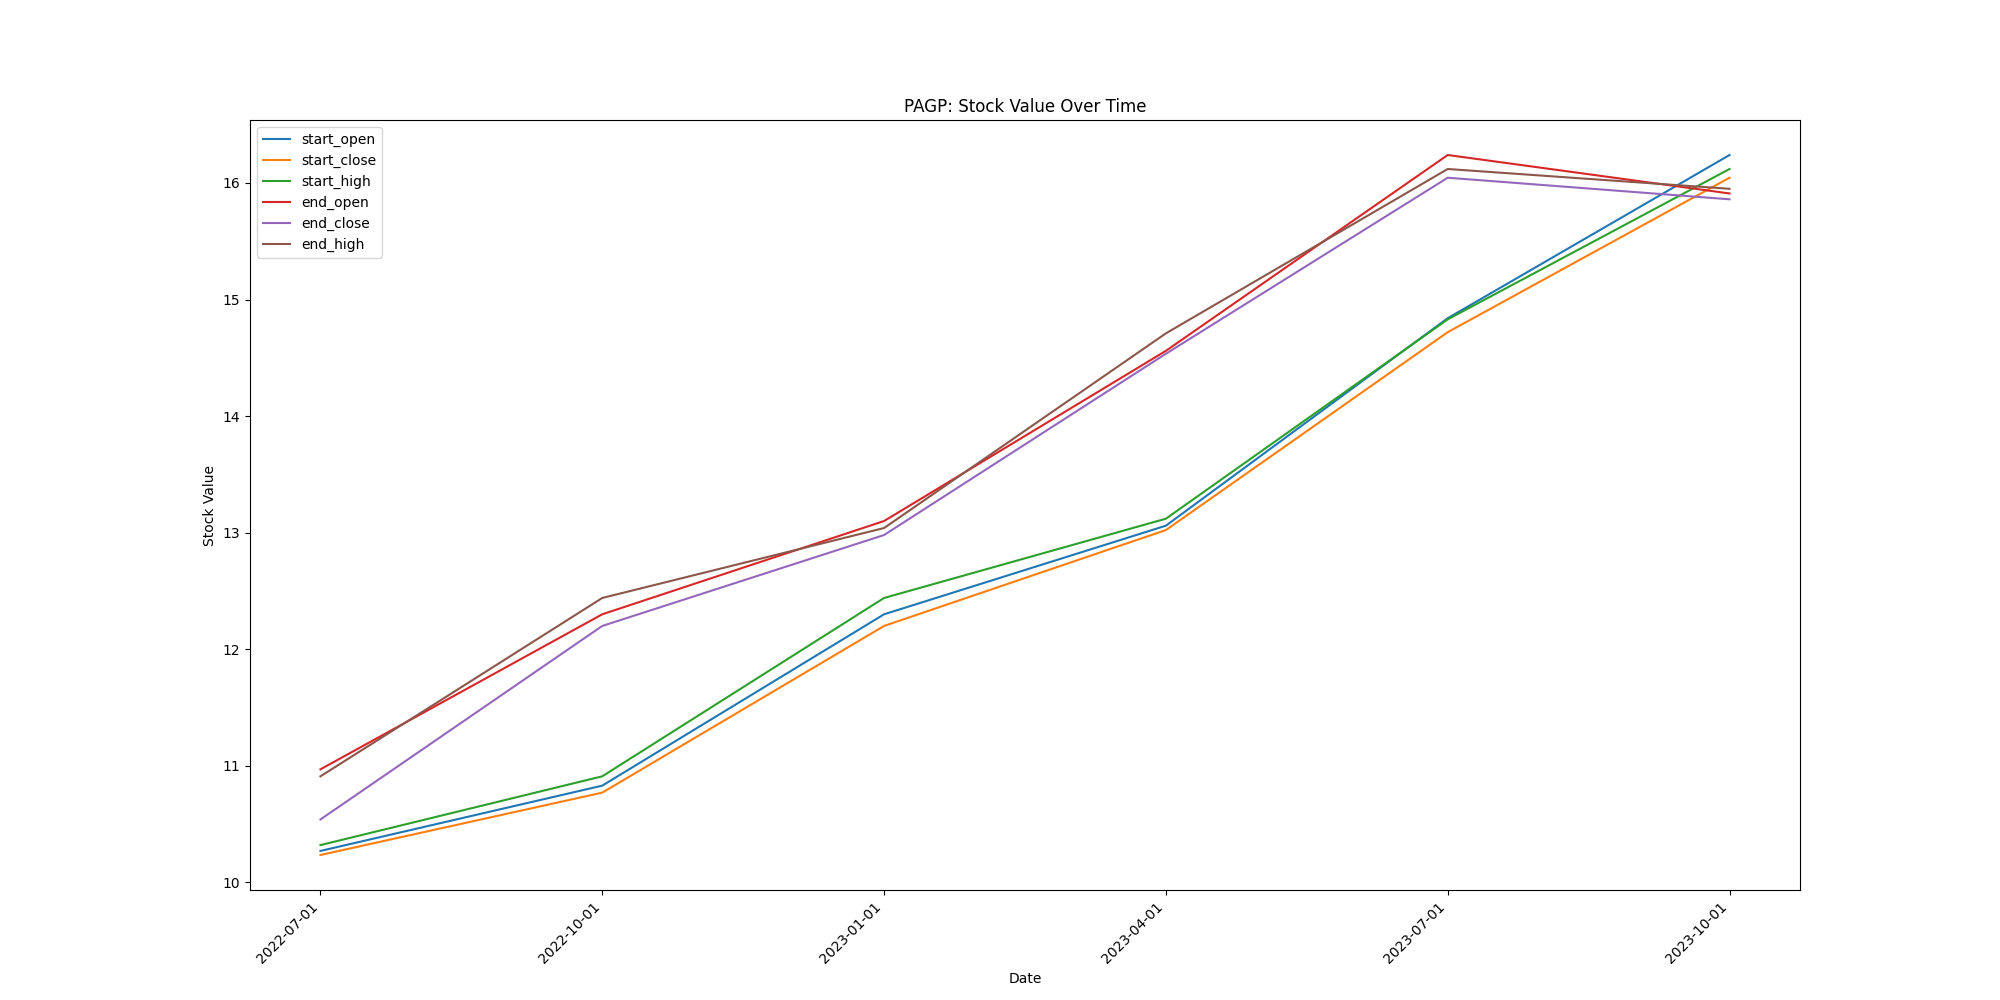 PAGP: Stock Value Over Time
start_open
start_close
start_high
end_open
end_close
end_high
16
15
14
13
12
11
10
Stock Value
2022-07-01
2022-10-01
2023-01-01
2023-04-01
2023-07-01
2023-10-01
Date